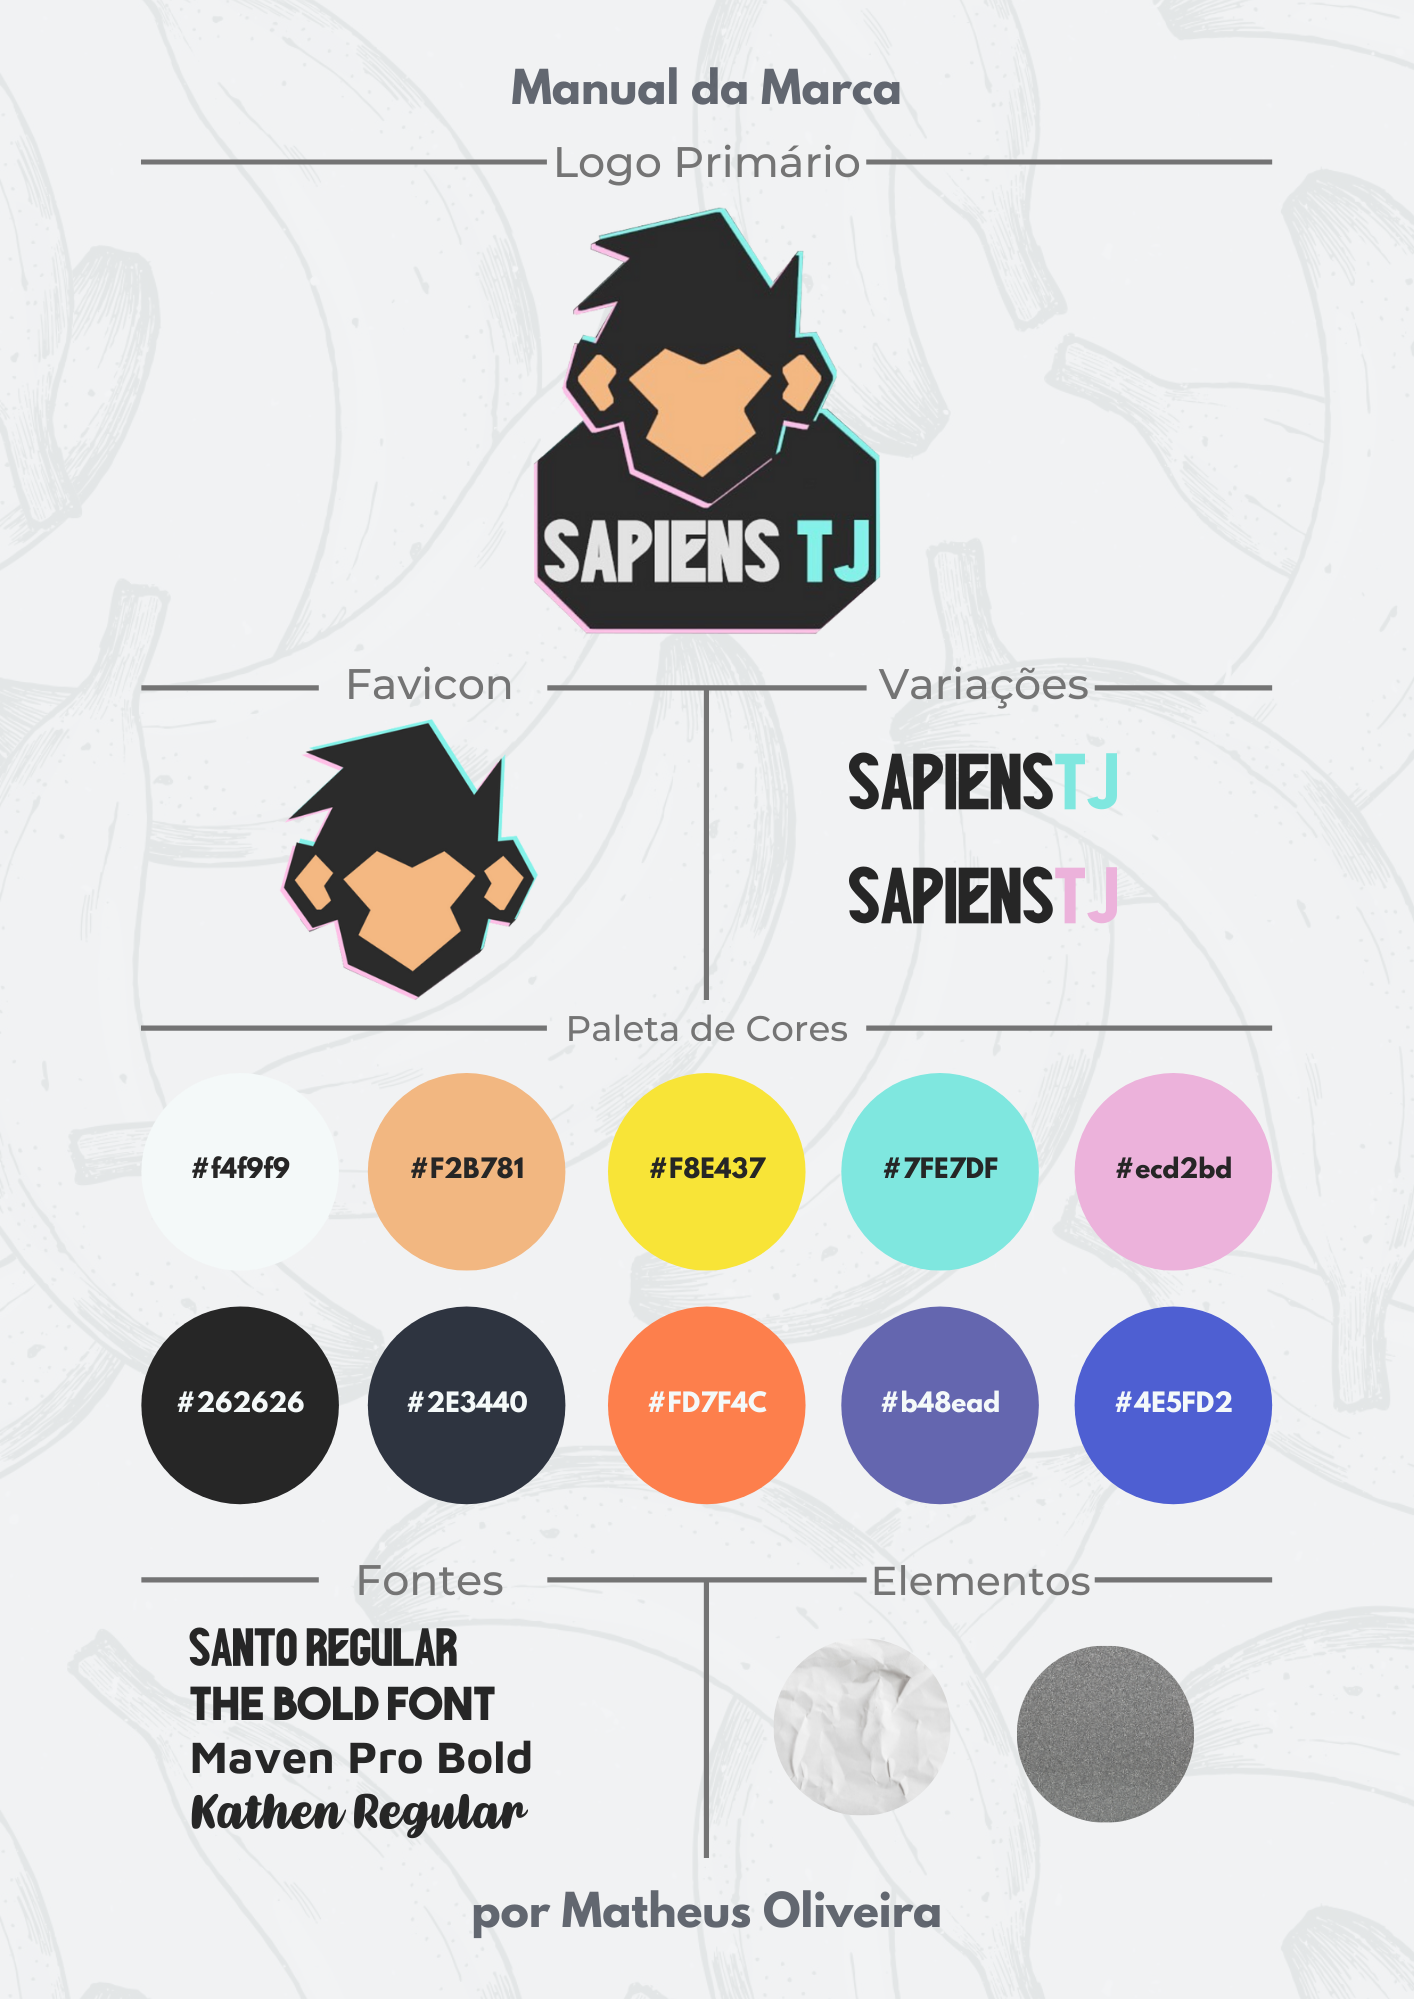 Manual da Marca
Logo Primário
SAPIENS TJ
Favicon
Variações
SAPIENSTJ
SAPIENSTJ
Paleta de Cores
#f4f9f9
#F2B781
#F8E437
#7FE7DF
#ecd2bd
#262626
#2E3440
#FD7F4C
#b48ead
#4E5FD2
Fontes
SANTO REGULAR
THE BOLD FONT
Maven Pro Bold
Kathen Regular
Elementos
por Matheus Oliveira